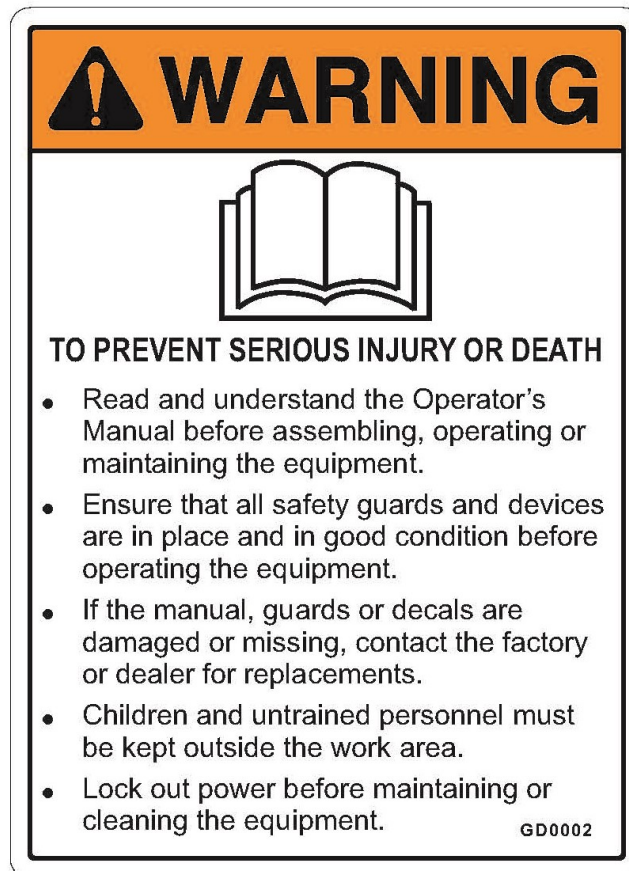 WARNING
TO PREVENT SERIOUS INJURY OR DEATH
• Read and understand the Operator’s
Manual before assembling, operating or
maintaining the equipment.
• Ensure that all safety guards and devices
are in place and in good condition before
operating the equipment.
• If the manual, guards or decals are
damaged or missing, contact the factory
or dealer for replacements.
• Children and untrained personnel must
be kept outside the work area.
• Lock out power before maintaining or
cleaning the equipment.
GD0002